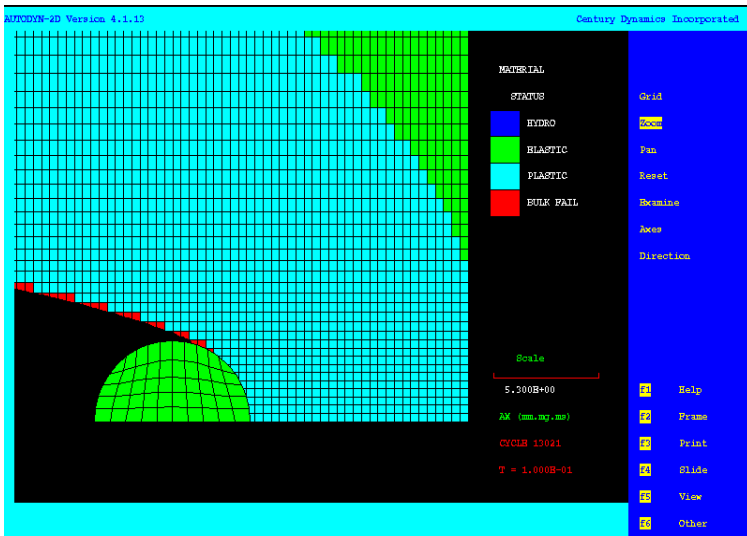 AUTODYN-2D Version 4.1.13
Century Dynamics Incorporated
MATERIAL
STATUS
HYDRO
ELASTIC
PLASTIC
BULK FAIL
Scale
5.300E+00
AX (mm.mg.ms)
CYCLE 13021
T = 1.000E-01
Grid
Zoom
Pan
Reset
Examine
Axes
Direction
f1 Help
f2 Frame
f3 Print
f4 Slide
f5 View
f6 Other